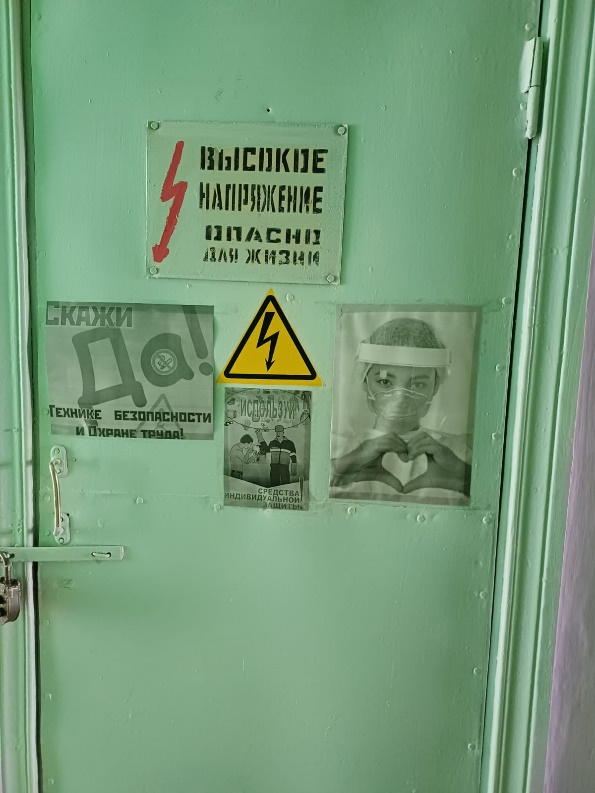 ВЫСОКОЕ
НАПРЯЖЕНИЕ
ОПАСНО
ДЛЯ ЖИЗНИ
СКАЖИ
Да!
ТЕХНИКЕ БЕЗОПАСНОСТИ
И ОХРАНЕ ТРУДА!
ИСПОЛЬЗУЙ
СРЕДСТВА
ИНДИВИДУАЛЬНОЙ
ЗАЩИТЫ